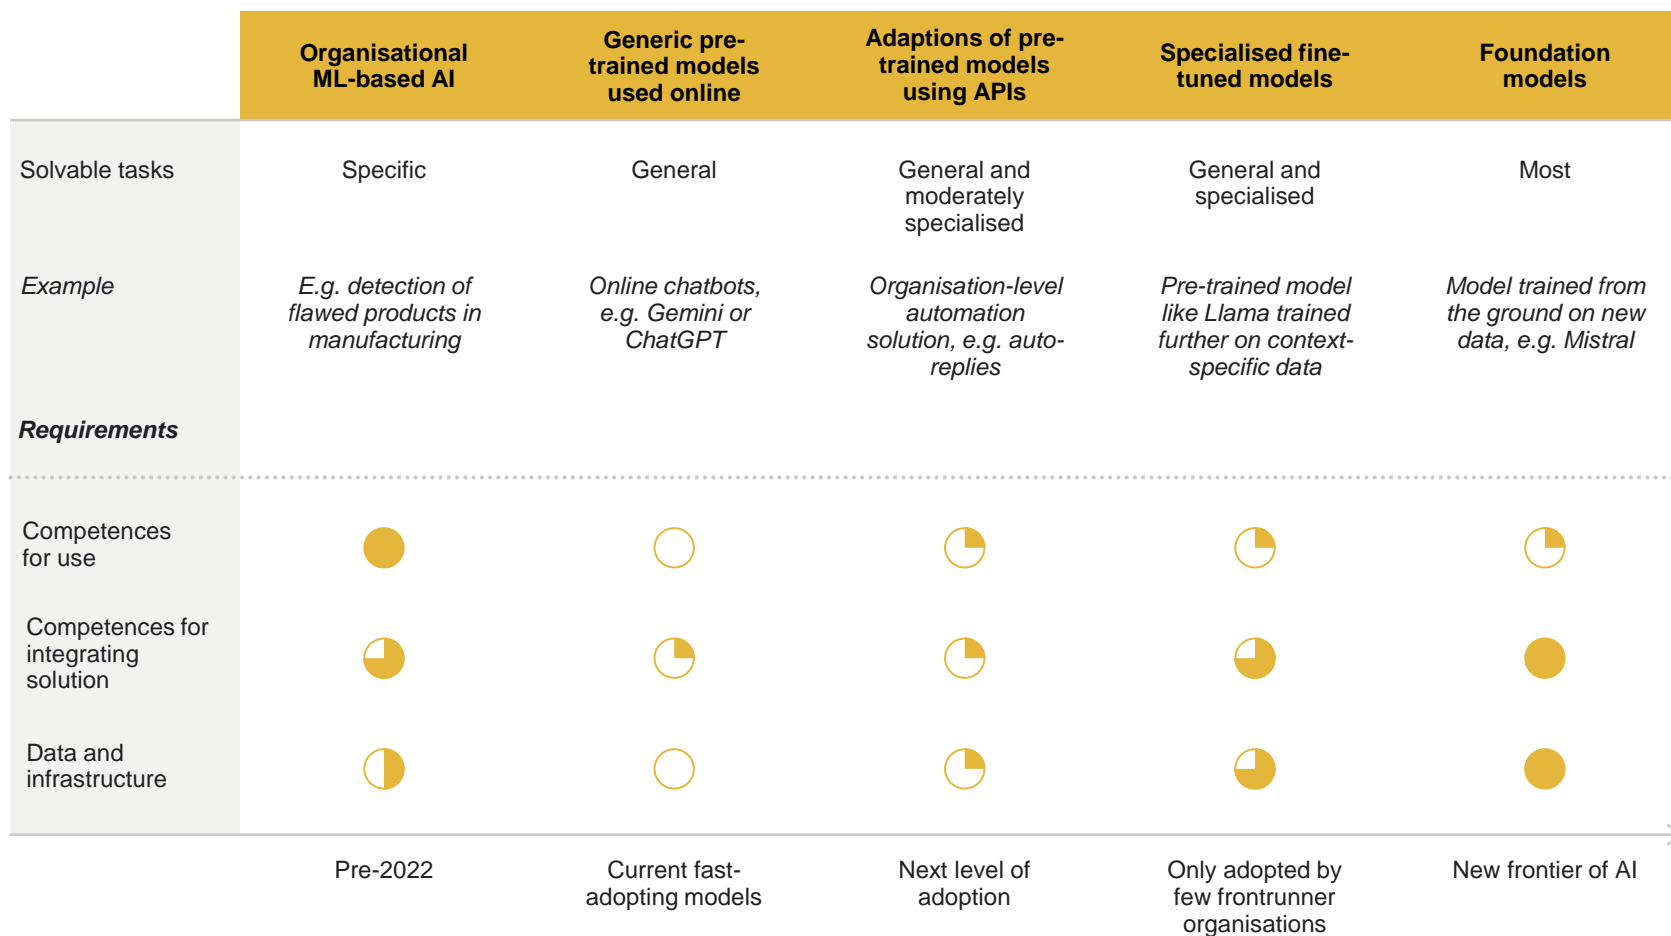 Organisational
ML-based AI
Generic pre-
trained models
used online
Adaptions of pre-
trained models
using APIs
Specialised fine-
tuned models
Foundation
models
Solvable tasks
Specific
General
General and
moderately
specialised
General and
specialised
Most
Example
E.g. detection of
flawed products in
manufacturing
Online chatbots,
e.g. Gemini or
ChatGPT
Organisation-level
automation
solution, e.g. auto-
replies
Pre-trained model
like Llama trained
further on context-
specific data
Model trained from
the ground on new
data, e.g. Mistral
Requirements
Competences
for use
Competences for
integrating
solution
Data and
infrastructure
Pre-2022
Current fast-
adopting models
Next level of
adoption
Only adopted by
few frontrunner
organisations
New frontier of AI